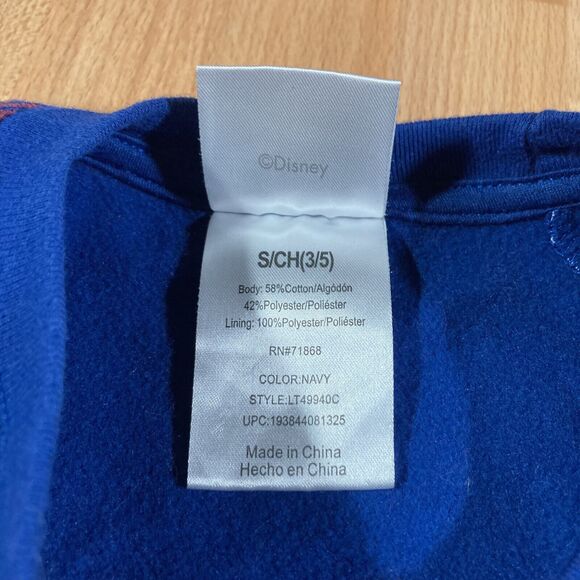 ©Disney
S/CH(3/5)
Body: 58%Cotton/Algodón
42%Polyester/Poliéster
Lining: 100%Polyester/Poliéster
RN#71868
COLOR:NAVY
STYLE:LT49940C
UPC:193844081325
Made in China
Hecho en China